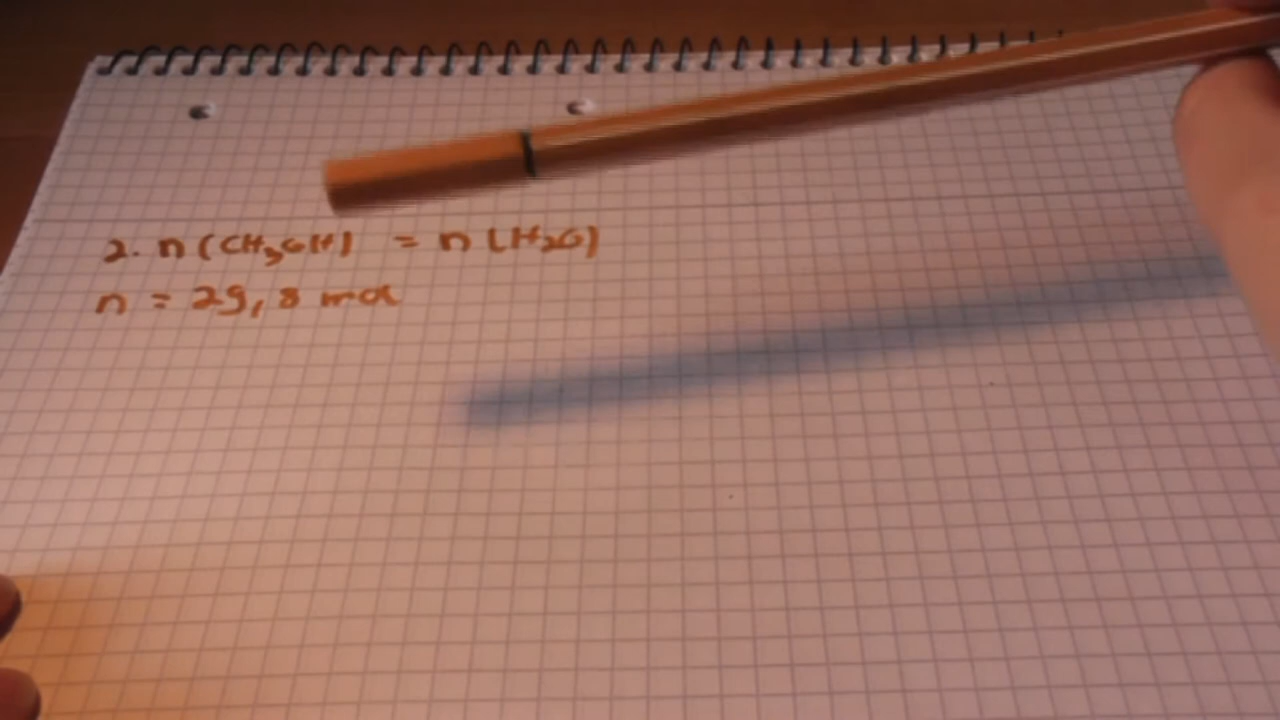 2. n (CH₃OH) = n (H₂O)
n = 29,8 mol